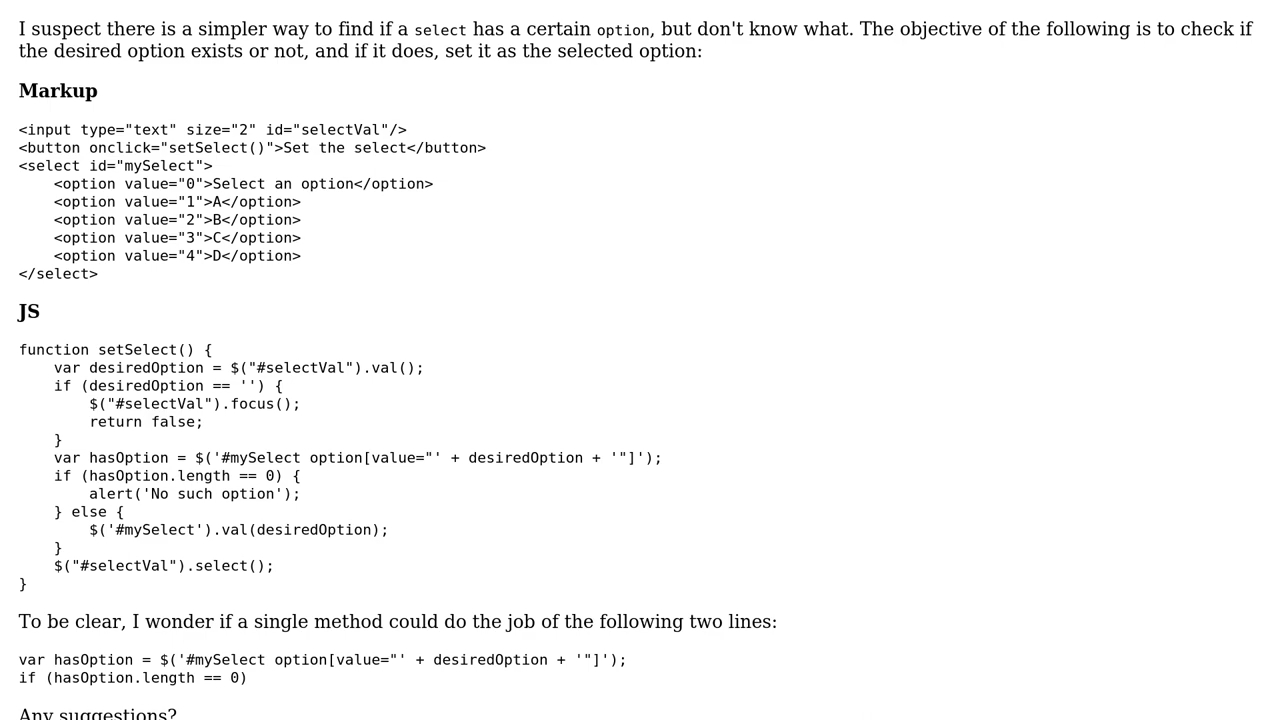 I suspect there is a simpler way to find if a select has a certain option, but don't know what. The objective of the following is to check if
the desired option exists or not, and if it does, set it as the selected option:
Markup
<input type="text" size="2" id="selectVal"/>
<button onclick="setSelect()">Set the select</button>
<select id="mySelect">
    <option value="0">Select an option</option>
    <option value="1">A</option>
    <option value="2">B</option>
    <option value="3">C</option>
    <option value="4">D</option>
</select>
JS
function setSelect() {
    var desiredOption = $("#selectVal").val();
    if (desiredOption == '') {
        $("#selectVal").focus();
        return false;
    }
    var hasOption = $('#mySelect option[value="' + desiredOption + '"]');
    if (hasOption.length == 0) {
        alert('No such option');
    } else {
        $('#mySelect').val(desiredOption);
    }
    $("#selectVal").select();
}
To be clear, I wonder if a single method could do the job of the following two lines:
var hasOption = $('#mySelect option[value="' + desiredOption + '"]');
if (hasOption.length == 0)
Any suggestions?